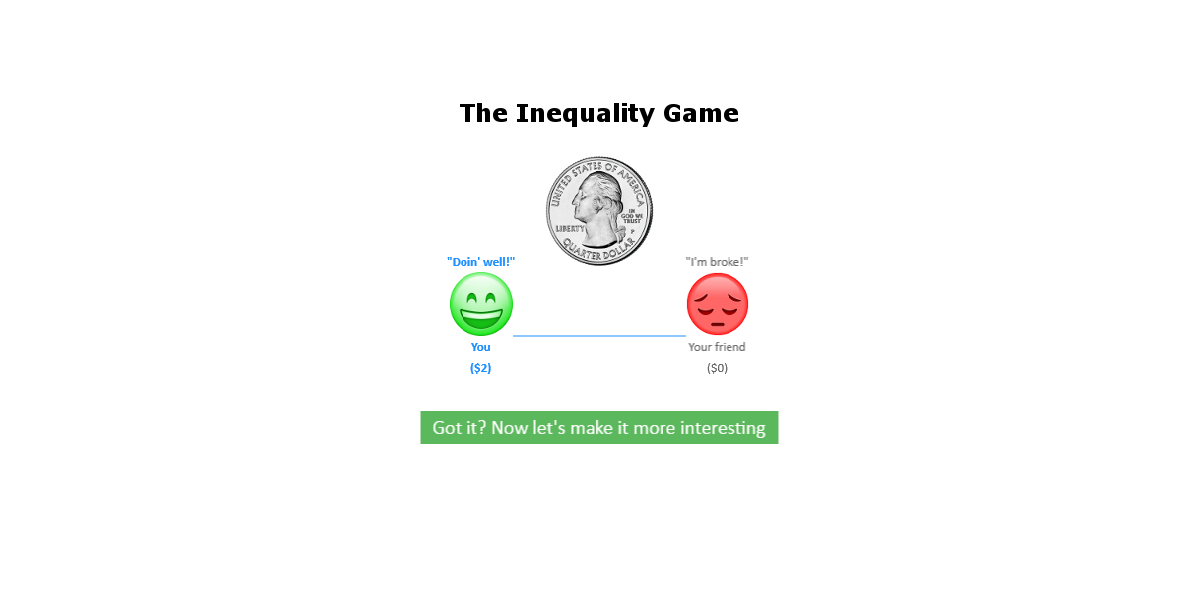 The Inequality Game
UNITED STATES OF AMERICA
IN
GOD WE
TRUST
LIBERTY
P
QUARTER DOLLAR
"Doin' well!"
"I'm broke!"
You
Your friend
($2)
($0)
Got it? Now let's make it more interesting